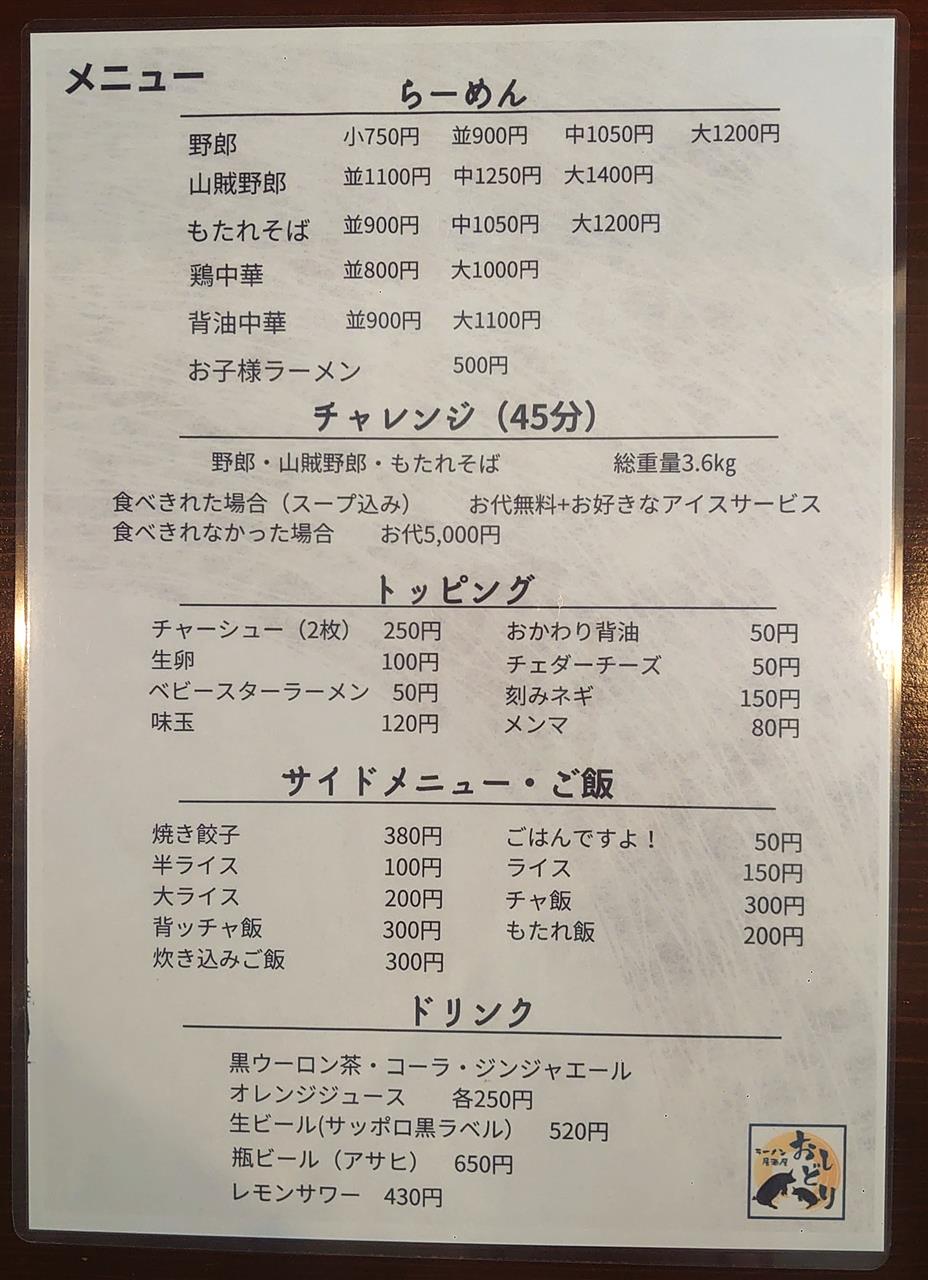 メニュー
らーめん
野郎 小750円 並900円 中1050円 大1200円
山賊野郎 並1100円 中1250円 大1400円
もたれそば 並900円 中1050円 大1200円
鶏中華 並800円 大1000円
背油中華 並900円 大1100円
お子様ラーメン 500円
チャレンジ（45分）
野郎・山賊野郎・もたれそば 総重量3.6kg
食べきれた場合（スープ込み） お代無料+お好きなアイスサービス
食べきれなかった場合 お代5,000円
トッピング
チャーシュー（2枚） 250円 おかわり背油 50円
生卵 100円 チェダーチーズ 50円
ベビースターラーメン 50円 刻みネギ 150円
味玉 120円 メンマ 80円
サイドメニュー・ご飯
焼き餃子 380円 ごはんですよ！ 50円
半ライス 100円 ライス 150円
大ライス 200円 チャ飯 300円
背ッチャ飯 300円 もたれ飯 200円
炊き込みご飯 300円
ドリンク
黒ウーロン茶・コーラ・ジンジャエール
オレンジジュース 各250円
生ビール(サッポロ黒ラベル） 520円
瓶ビール（アサヒ） 650円
レモンサワー 430円
ラーメン
居酒屋
おしどり